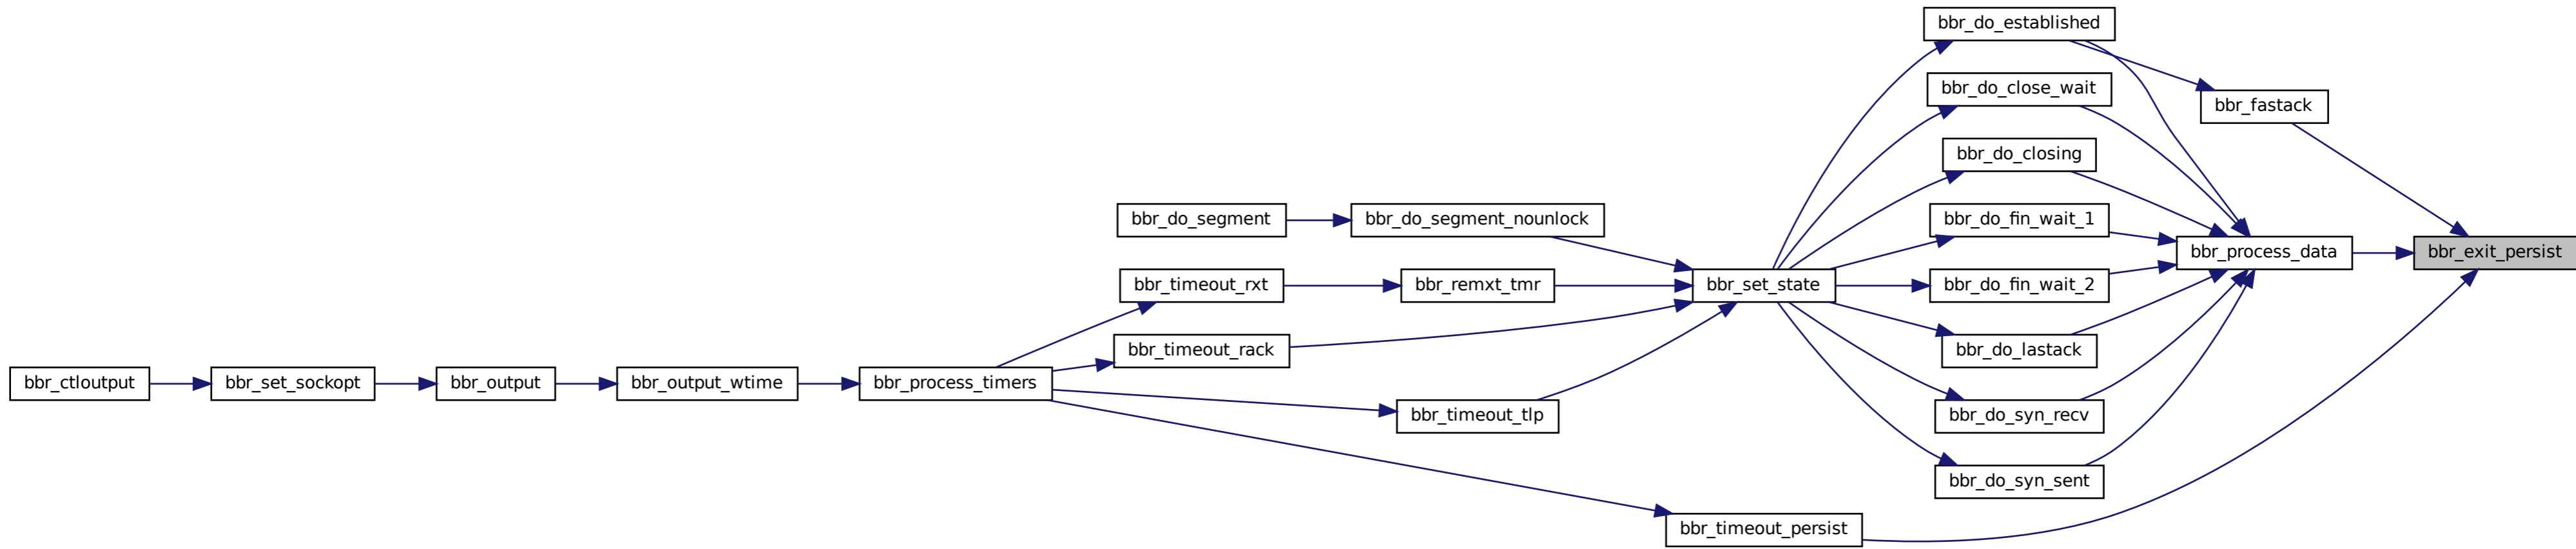 bbr_do_established
bbr_do_close_wait
bbr_fastack
bbr_do_closing
bbr_do_segment
bbr_do_segment_nounlock
bbr_do_fin_wait_1
bbr_process_data
bbr_exit_persist
bbr_timeout_rxt
bbr_remxt_tmr
bbr_set_state
bbr_do_fin_wait_2
bbr_timeout_rack
bbr_do_lastack
bbr_ctloutput
bbr_set_sockopt
bbr_output
bbr_output_wtime
bbr_process_timers
bbr_timeout_tlp
bbr_do_syn_recv
bbr_do_syn_sent
bbr_timeout_persist